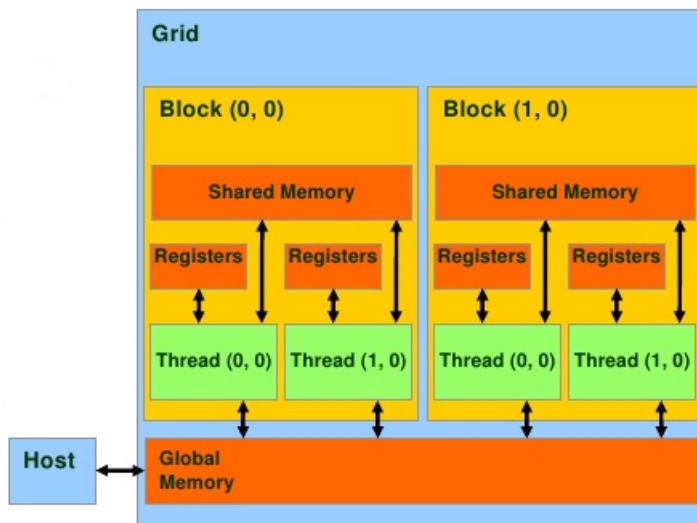 Grid
Block (0, 0)
Block (1, 0)
Shared Memory
Shared Memory
Registers
Registers
Registers
Registers
Thread (0, 0)
Thread (1, 0)
Thread (0, 0)
Thread (1, 0)
Host
Global
Memory